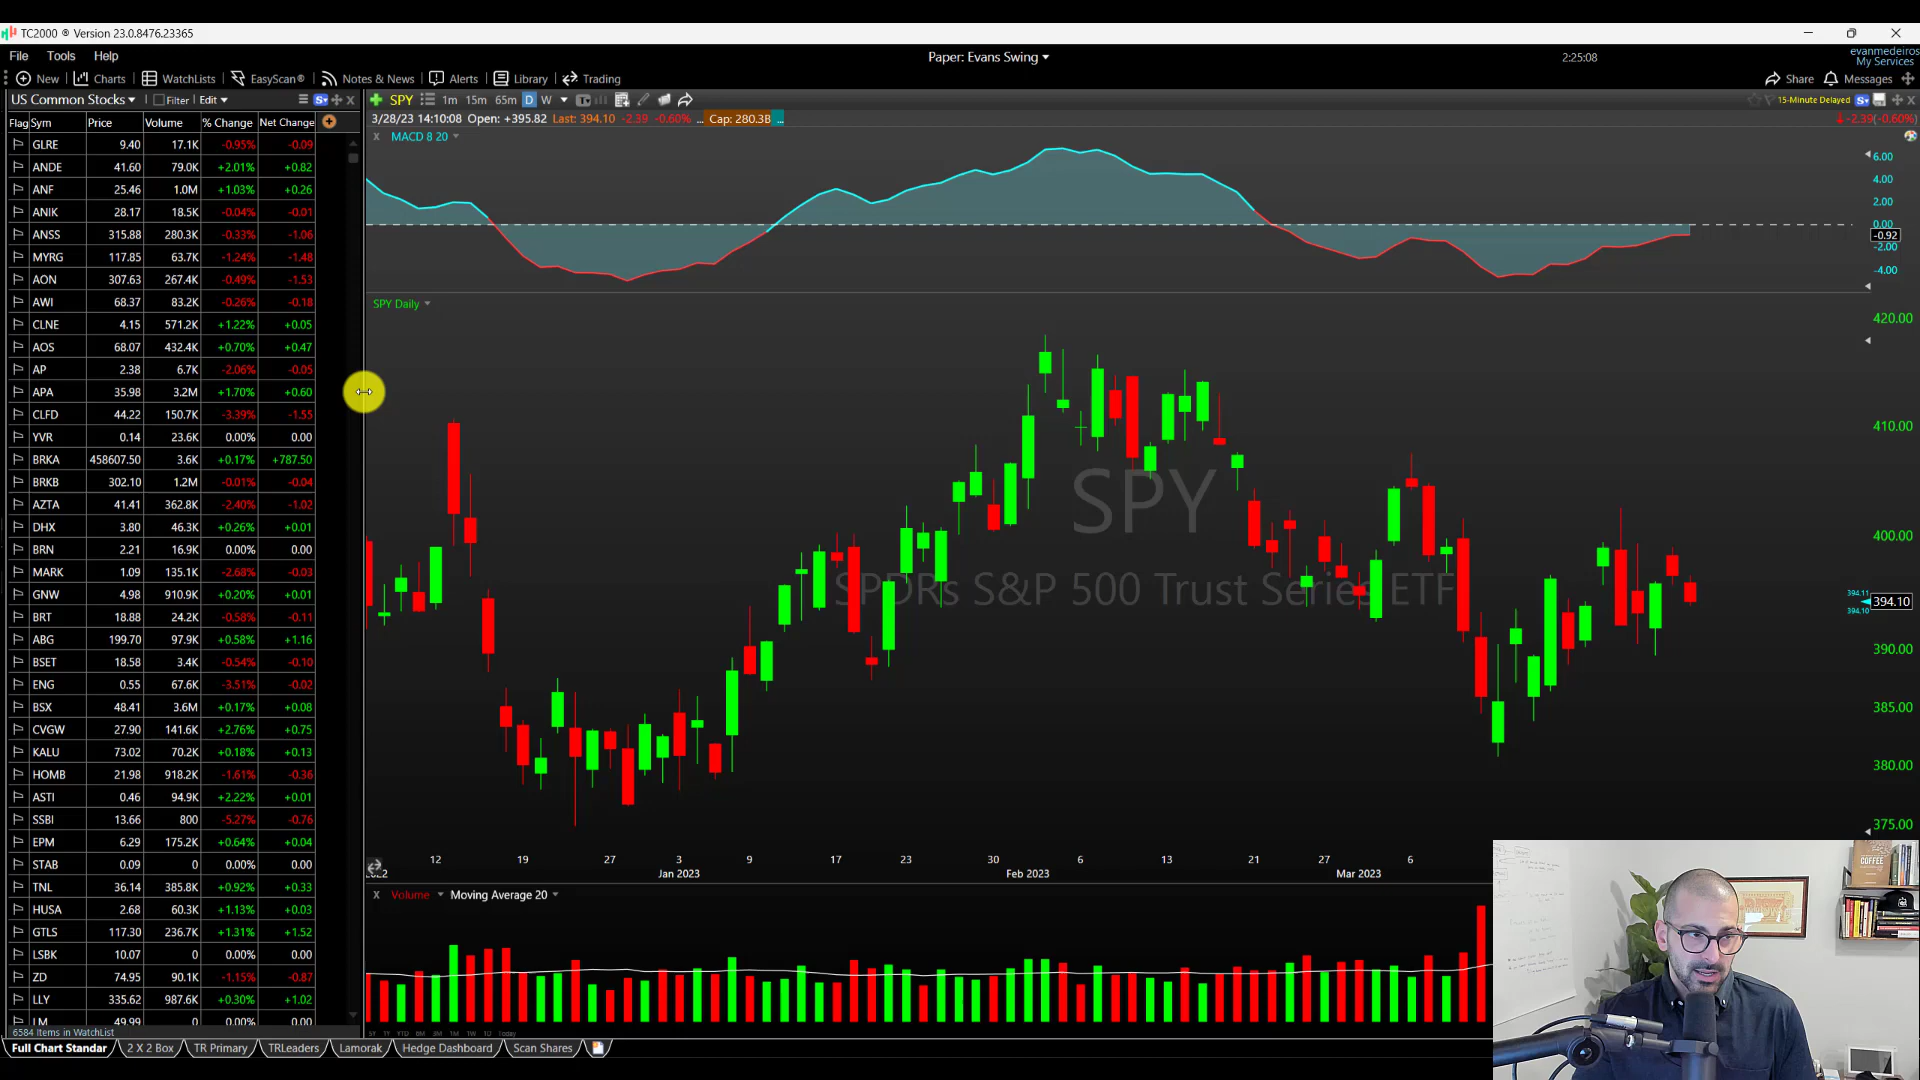 TC2000 ® Version 23.0.8476.23365
File Tools Help
Paper: Evans Swing
2:25:08
evanmedeiros
My Services
New Charts WatchLists EasyScan® Notes & News Alerts Library Trading
Share Messages
US Common Stocks Filter Edit
SPY 1m 15m 65m D W
15-Minute Delayed
Flag Sym Price Volume % Change Net Change
3/28/23 14:10:08 Open: +395.82 Last: 394.10 -2.39 -0.60% ... Cap: 280.3B ...
-2.39(-0.60%)
X MACD 8 20
GLRE 9.40 17.1K -0.95% -0.09
ANDE 41.60 79.0K +2.01% +0.82
ANF 25.46 1.0M +1.03% +0.26
ANIK 28.17 18.5K -0.04% -0.01
ANSS 315.88 280.3K -0.33% -1.06
MYRG 117.85 63.7K -1.24% -1.48
AON 307.63 267.4K -0.49% -1.53
AWI 68.37 83.2K -0.26% -0.18
CLNE 4.15 571.2K +1.22% +0.05
AOS 68.07 432.4K +0.70% +0.47
AP 2.38 6.7K -2.06% -0.05
APA 35.98 3.2M +1.70% +0.60
CLFD 44.22 150.7K -3.39% -1.55
YVR 0.14 23.6K 0.00% 0.00
BRKA 458607.50 3.6K +0.17% +787.50
BRKB 302.10 1.2M -0.01% -0.04
AZTA 41.41 362.8K -2.40% -1.02
DHX 3.80 46.3K +0.26% +0.01
BRN 2.21 16.9K 0.00% 0.00
MARK 1.09 135.1K -2.68% -0.03
GNW 4.98 910.9K +0.20% +0.01
BRT 18.88 24.2K -0.58% -0.11
ABG 199.70 97.9K +0.58% +1.16
BSET 18.58 3.4K -0.54% -0.10
ENG 0.55 67.6K -3.51% -0.02
BSX 48.41 3.6M +0.17% +0.08
CVGW 27.90 141.6K +2.76% +0.75
KALU 73.02 70.2K +0.18% +0.13
HOMB 21.98 918.2K -1.61% -0.36
ASTI 0.46 94.9K +2.22% +0.01
SSBI 13.66 800 -5.27% -0.76
EPM 6.29 175.2K +0.64% +0.04
STAB 0.09 0 0.00% 0.00
TNL 36.14 385.8K +0.92% +0.33
HUSA 2.68 60.3K +1.13% +0.03
GTLS 117.30 236.7K +1.31% +1.52
LSBK 10.07 0 0.00% 0.00
ZD 74.95 90.1K -1.15% -0.87
LLY 335.62 987.6K +0.30% +1.02
LM 49.99 0 0.00% 0.00
6584 Items in WatchList
6.00
4.00
2.00
0.00
-0.92
-2.00
-4.00
SPY Daily
SPY
SPDRs S&P 500 Trust Series ETF
420.00
410.00
400.00
394.11
394.10
394.10
390.00
385.00
380.00
375.00
12 19 27 3 9 17 23 30 6 13 21 27 6
Jan 2023 Feb 2023 Mar 2023
X Volume Moving Average 20
5Y 1Y YTD 6M 3M 1M 1W 1D Today
COFFEE
Full Chart Standar 2 X 2 Box TR Primary TRLeaders Lamorak Hedge Dashboard Scan Shares